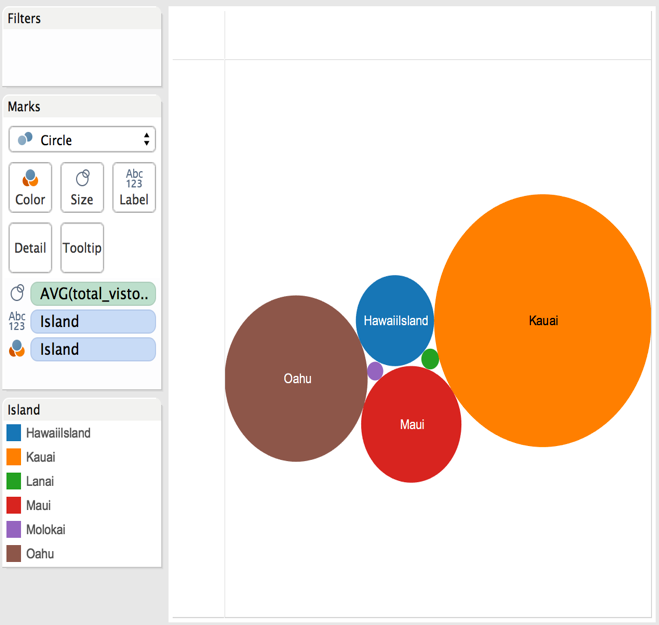 Filters
Marks
Circle
Color
Size
Abc
123
Label
Detail
Tooltip
AVG(total_visto..
Abc
123
Island
Island
Island
HawaiiIsland
Kauai
Lanai
Maui
Molokai
Oahu
HawaiiIsland
Kauai
Oahu
Maui